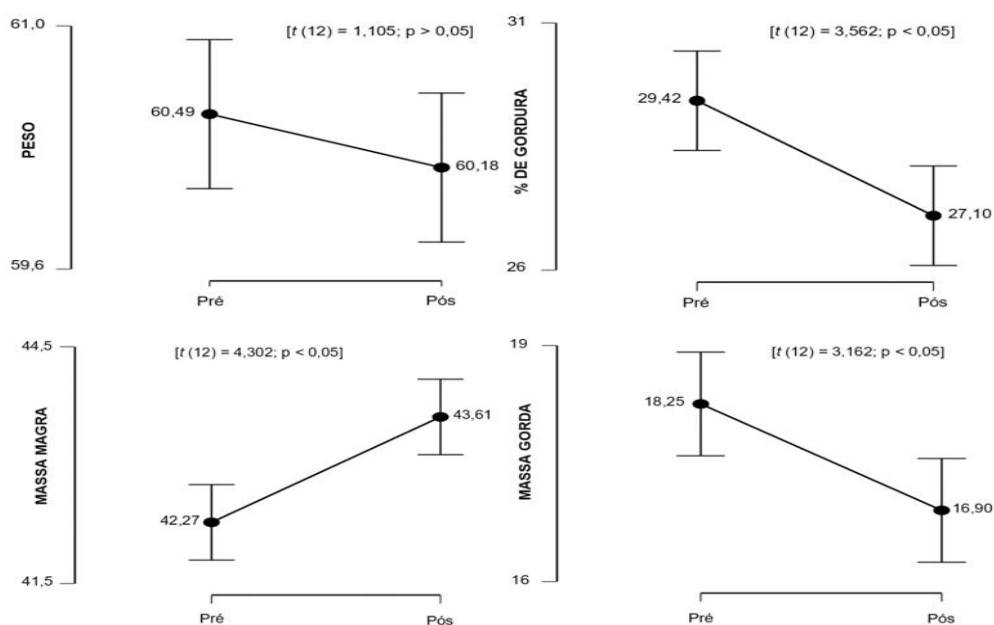 61,0
[t (12) = 1,105; p > 0,05]
PESO
60,49
60,18
59,6
Pré
Pós
31
[t (12) = 3,562; p < 0,05]
% DE GORDURA
29,42
27,10
26
Pré
Pós
44,5
[t (12) = 4,302; p < 0,05]
MASSA MAGRA
43,61
42,27
41,5
Pré
Pós
19
[t (12) = 3,162; p < 0,05]
MASSA GORDA
18,25
16,90
16
Pré
Pós